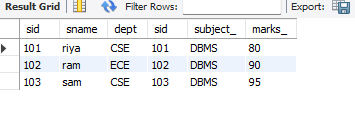 Result Grid Filter Rows: Export:
sid sname dept sid subject_ marks_
101 riya CSE 101 DBMS 80
102 ram ECE 102 DBMS 90
103 sam CSE 103 DBMS 95